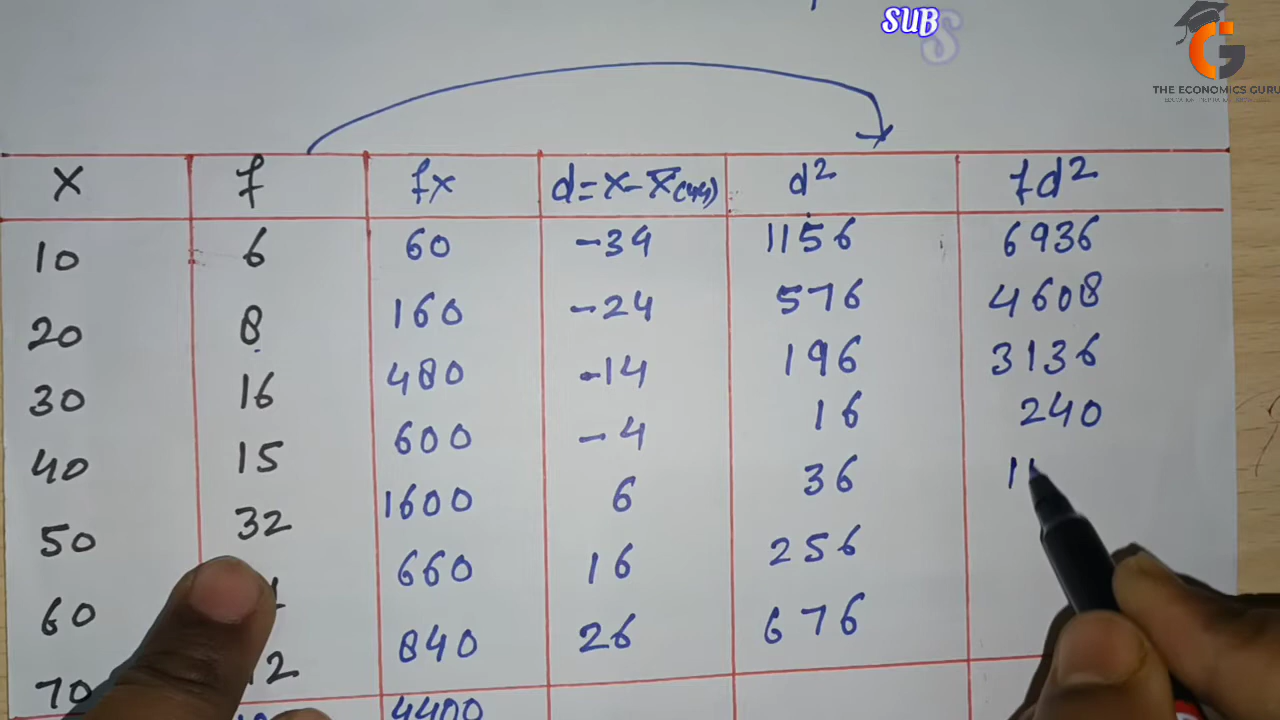 SUB
THE ECONOMICS GURU
X f fx d=X-X̅(44) d² fd²
10 6 60 -34 1156 6936
20 8 160 -24 576 4608
30 16 480 -14 196 3136
40 15 600 -4 16 240
50 32 1600 6 36 11
60 660 16 256
70 12 840 26 676
4400